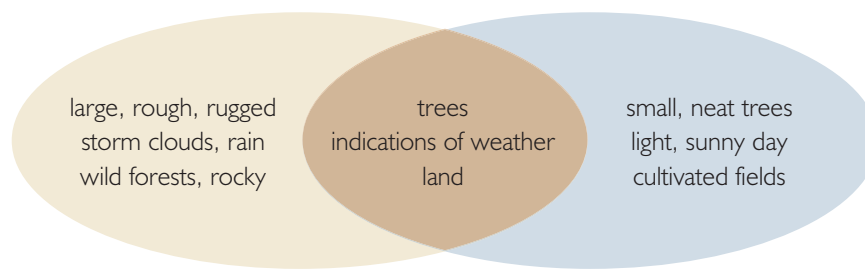 large, rough, rugged
storm clouds, rain
wild forests, rocky
trees
indications of weather
land
small, neat trees
light, sunny day
cultivated fields